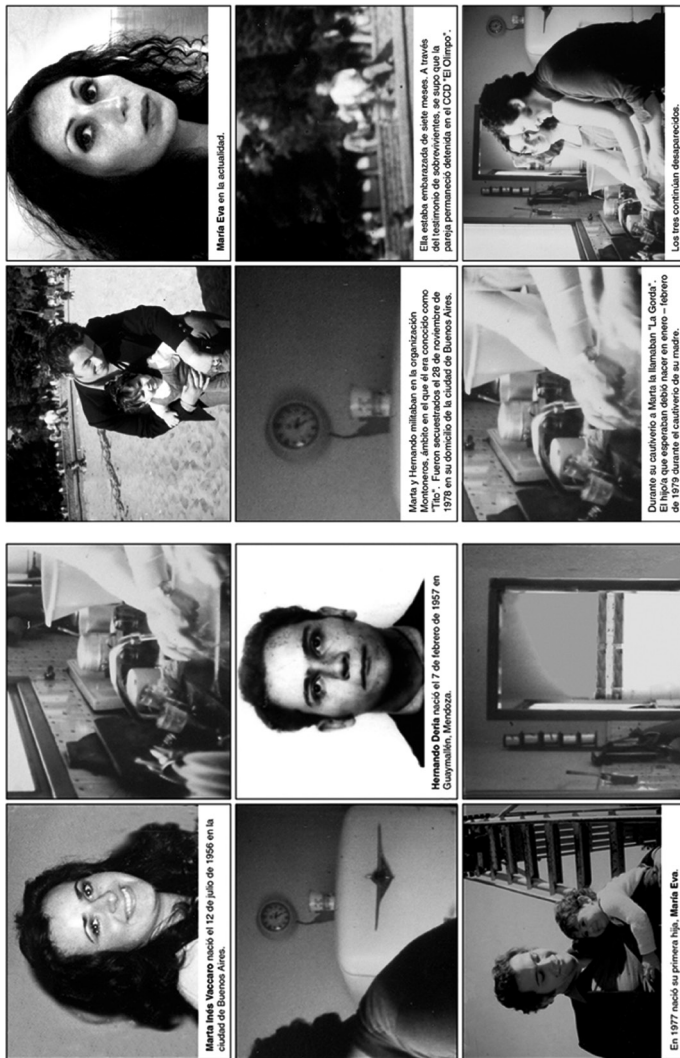 Marta Inés Vaccaro nació el 12 de julio de 1956 en la
ciudad de Buenos Aires.
Hernando Deria nació el 7 de febrero de 1957 en
Guaymallén, Mendoza.
En 1977 nació su primera hija, María Eva.
María Eva en la actualidad.
Marta y Hernando militaban en la organización
Montoneros, ámbito en el que él era conocido como
"Tito". Fueron secuestrados el 28 de noviembre de
1978 en su domicilio de la ciudad de Buenos Aires.
Ella estaba embarazada de siete meses. A través
del testimonio de sobrevivientes, se supo que la
pareja permaneció detenida en el CCD "El Olimpo".
Durante su cautiverio a Marta la llamaban "La Gorda".
El hijo/a que esperaban debió nacer en enero – febrero
de 1979 durante el cautiverio de su madre.
Los tres continúan desaparecidos.